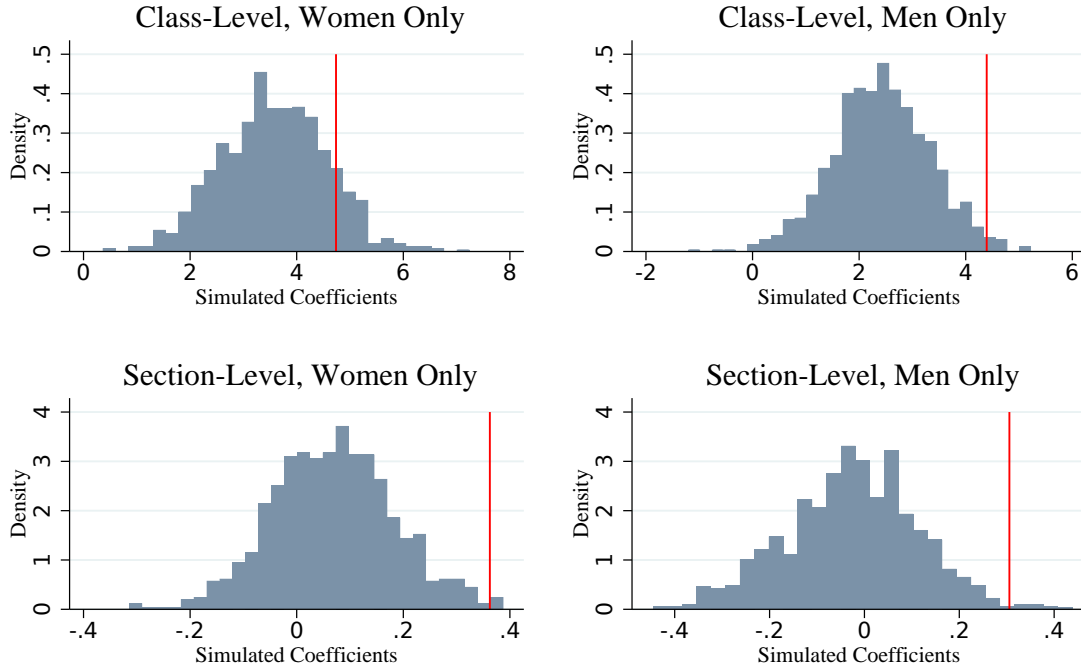 Class-Level, Women Only
.5
.4
.3
.2
.1
0
Density
0 2 4 6 8
Simulated Coefficients
Class-Level, Men Only
.5
.4
.3
.2
.1
0
Density
-2 0 2 4 6
Simulated Coefficients
Section-Level, Women Only
4
3
2
1
0
Density
-.4 -.2 0 .2 .4
Simulated Coefficients
Section-Level, Men Only
4
3
2
1
0
Density
-.4 -.2 0 .2 .4
Simulated Coefficients